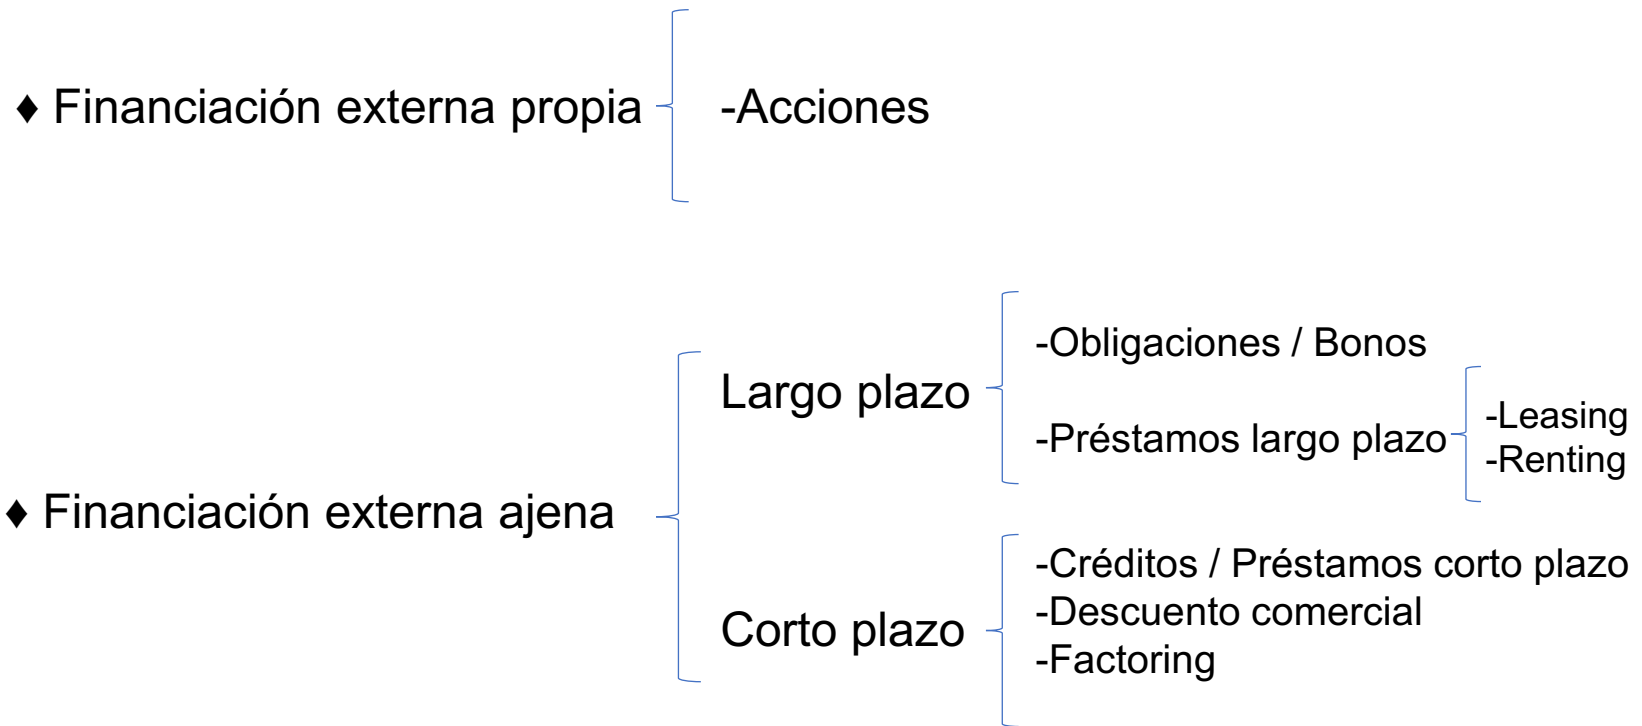 ♦ Financiación externa propia
-Acciones
♦ Financiación externa ajena
Largo plazo
-Obligaciones / Bonos
-Préstamos largo plazo
-Leasing
-Renting
Corto plazo
-Créditos / Préstamos corto plazo
-Descuento comercial
-Factoring